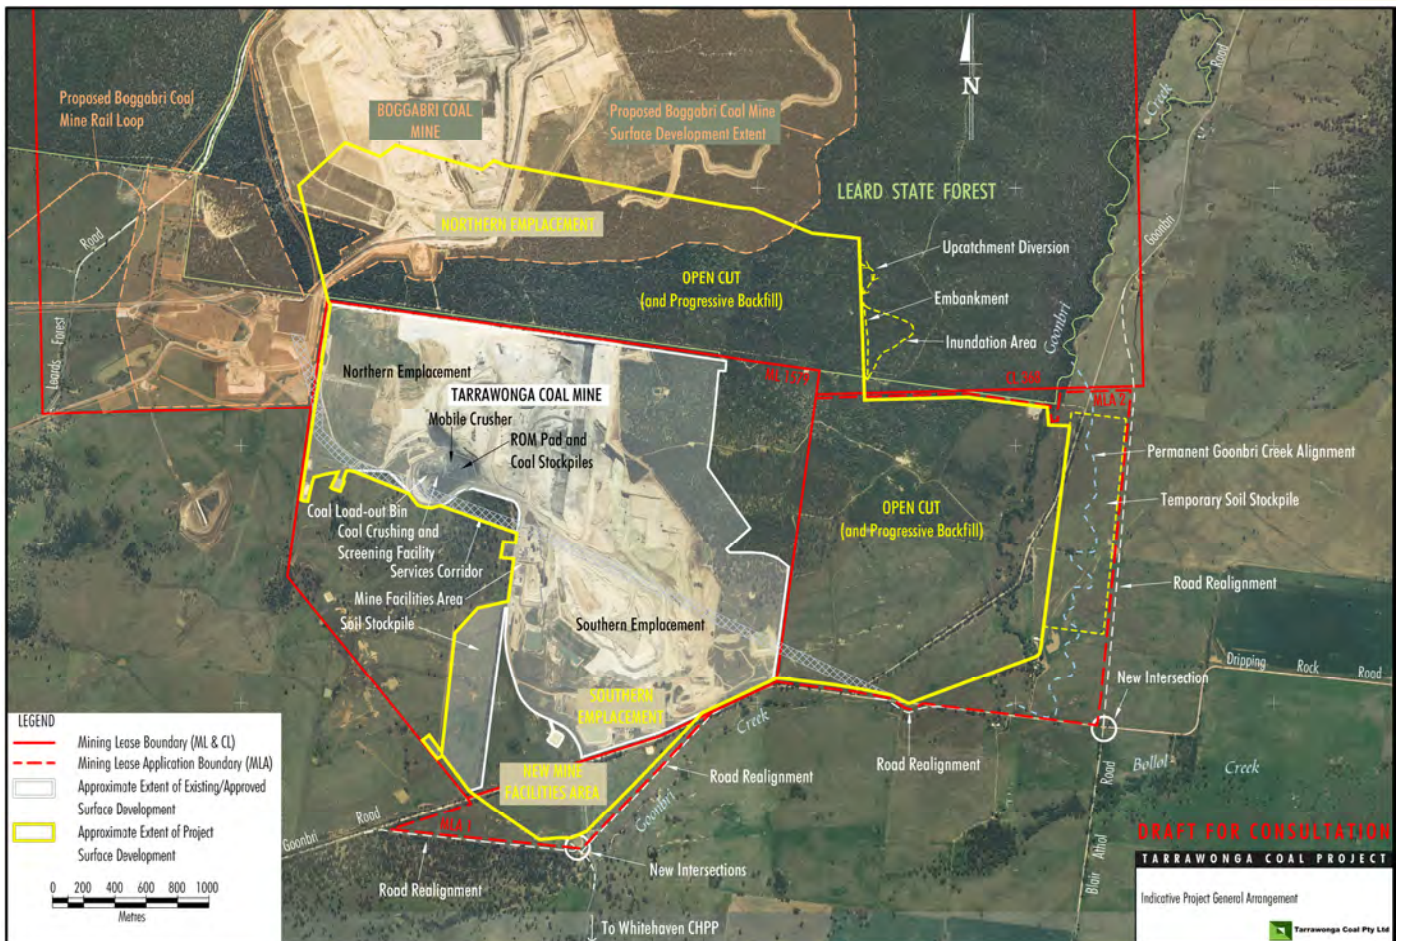 Proposed Boggabri Coal
Mine Rail Loop
BOGGABRI COAL
MINE
Proposed Boggabri Coal Mine
Surface Development Extent
N
Creek
Road
Goonbri
LEARD STATE FOREST
NORTHERN EMPLACEMENT
Road
Upcatchment Diversion
OPEN CUT
(and Progressive Backfill)
Embankment
Inundation Area
Goonbri
Leards Forest
Northern Emplacement
TARRAWONGA COAL MINE
Mobile Crusher
ROM Pad and
Coal Stockpiles
ML 1579
CL 368
MLA 2
Permanent Goonbri Creek Alignment
Temporary Soil Stockpile
OPEN CUT
(and Progressive Backfill)
Coal Load-out Bin
Coal Crushing and
Screening Facility
Services Corridor
Mine Facilities Area
Soil Stockpile
Road Realignment
Southern Emplacement
Dripping Rock Road
New Intersection
SOUTHERN
EMPLACEMENT
Creek
Road Realignment
Road Realignment
NEW MINE
FACILITIES AREA
Goonbri
Road
Bollol Creek
MLA 1
Goonbri Road
Road Realignment
New Intersections
Blair Athol
To Whitehaven CHPP
LEGEND
Mining Lease Boundary (ML & CL)
Mining Lease Application Boundary (MLA)
Approximate Extent of Existing/Approved
Surface Development
Approximate Extent of Project
Surface Development
0 200 400 600 800 1000
Metres
DRAFT FOR CONSULTATION
TARRAWONGA COAL PROJECT
Indicative Project General Arrangement
Tarrawonga Coal Pty Ltd